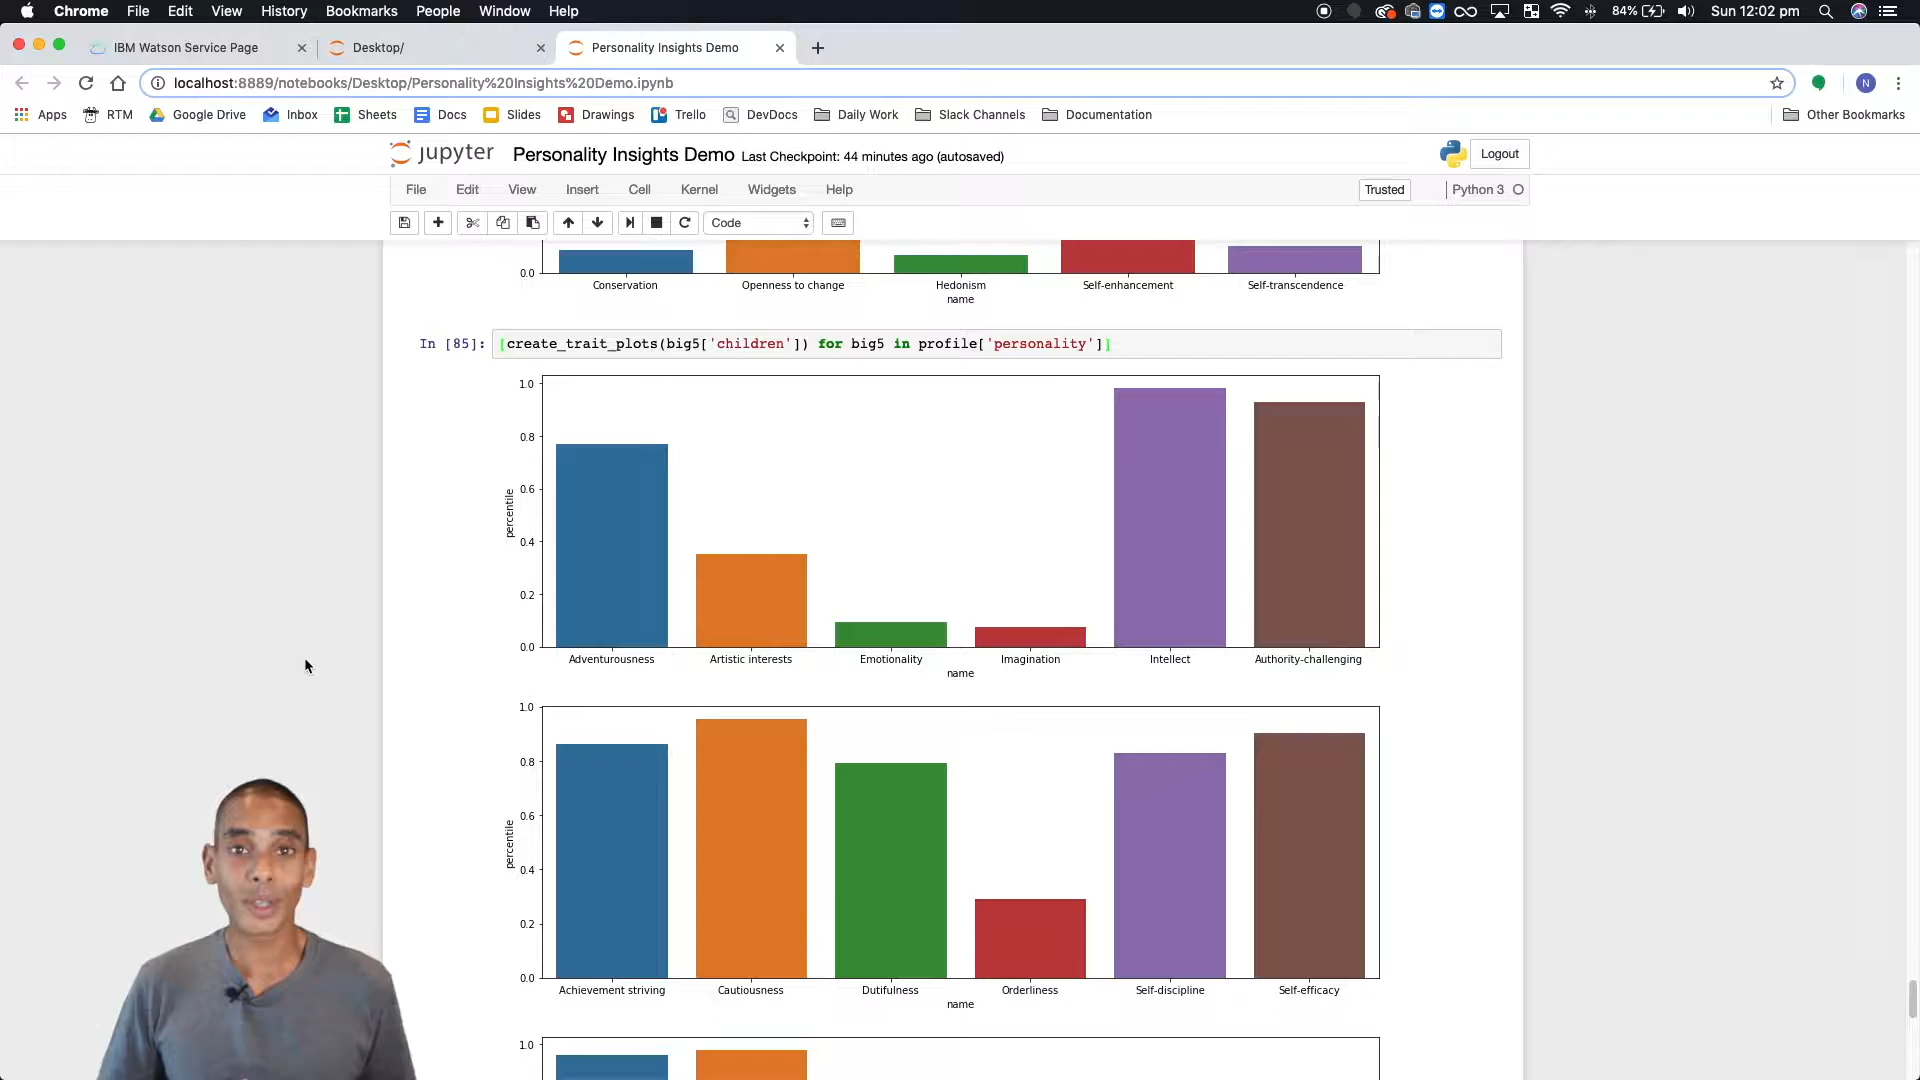 Chrome File Edit View History Bookmarks People Window Help 84% Sun 12:02 pm
IBM Watson Service Page Desktop/ Personality Insights Demo
localhost:8889/notebooks/Desktop/Personality%20Insights%20Demo.ipynb N
Apps RTM Google Drive Inbox Sheets Docs Slides Drawings Trello DevDocs Daily Work Slack Channels Documentation Other Bookmarks
jupyter Personality Insights Demo Last Checkpoint: 44 minutes ago (autosaved) Logout
File Edit View Insert Cell Kernel Widgets Help Trusted Python 3
Code
0.0
Conservation Openness to change Hedonism Self-enhancement Self-transcendence
name
In [85]: [create_trait_plots(big5['children']) for big5 in profile['personality']]
1.0
0.8
0.6
percentile
0.4
0.2
0.0
Adventurousness Artistic interests Emotionality Imagination Intellect Authority-challenging
name
1.0
0.8
0.6
percentile
0.4
0.2
0.0
Achievement striving Cautiousness Dutifulness Orderliness Self-discipline Self-efficacy
name
1.0